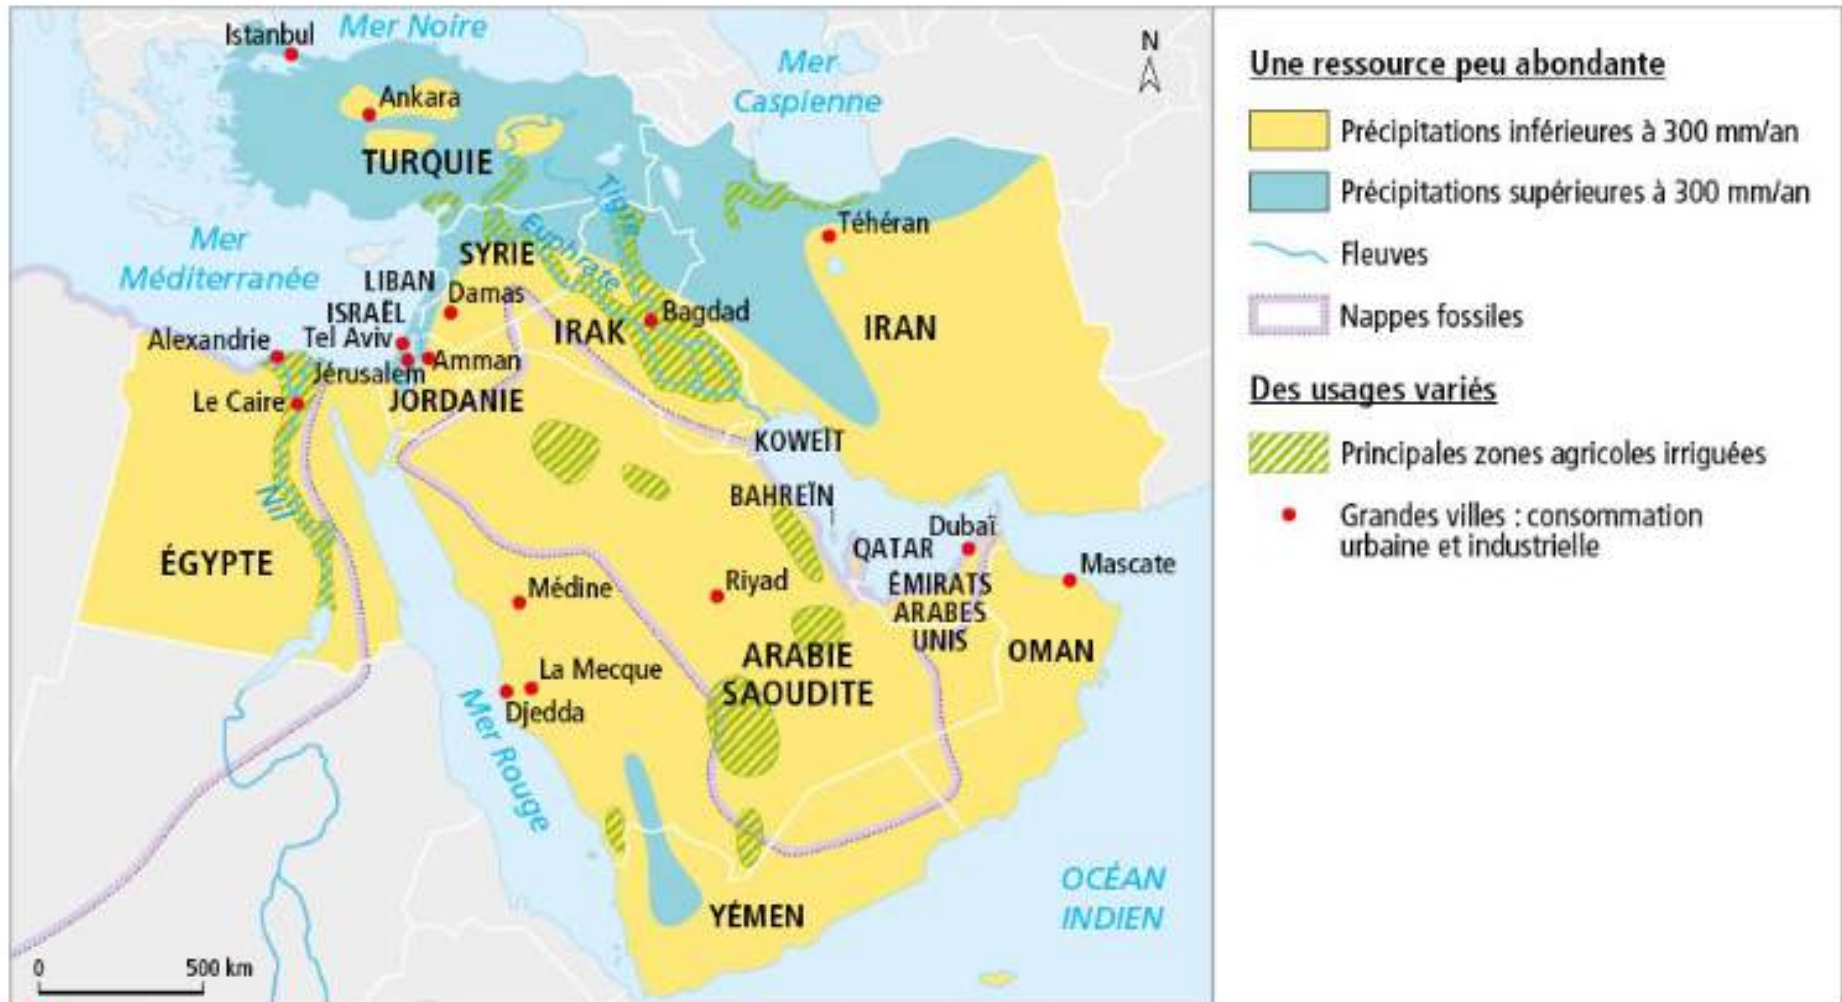 Istanbul
Mer Noire
Mer
Caspienne
N
Ankara
TURQUIE
Tigre
Téhéran
Mer
Méditerranée
SYRIE
Euphrate
LIBAN
Damas
ISRAËL
Tel Aviv
Bagdad
IRAK
IRAN
Alexandrie
Jérusalem
Amman
Le Caire
JORDANIE
KOWEÏT
Nil
BAHREÏN
Dubaï
QATAR
Mascate
ÉGYPTE
Médine
Riyad
ÉMIRATS
ARABES
UNIS
OMAN
La Mecque
ARABIE
SAOUDITE
Djedda
Mer Rouge
OCÉAN
INDIEN
YÉMEN
0
500 km
Une ressource peu abondante
Précipitations inférieures à 300 mm/an
Précipitations supérieures à 300 mm/an
Fleuves
Nappes fossiles
Des usages variés
Principales zones agricoles irriguées
Grandes villes : consommation
urbaine et industrielle